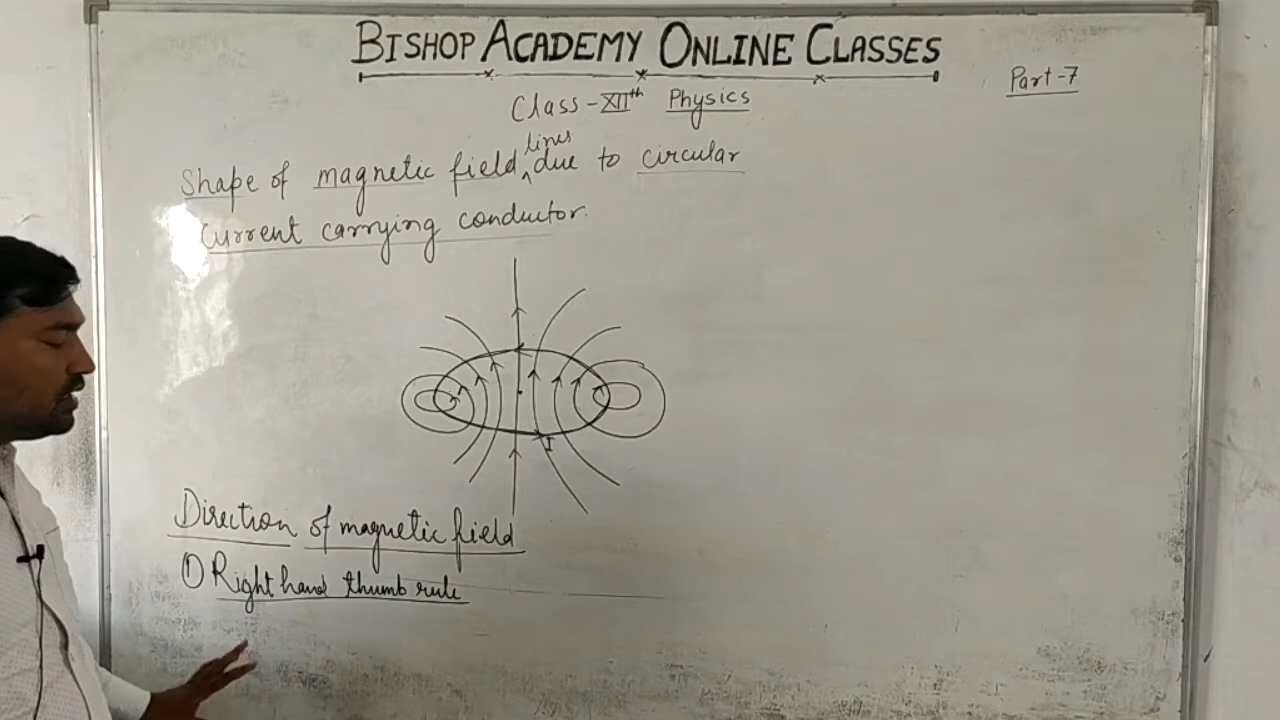 BISHOP ACADEMY ONLINE CLASSES
Part-7
Class-XIIth Physics
lines
Shape of magnetic field ‸ due to circular
current carrying conductor.
I
Direction of magnetic field
1) Right hand thumb rule